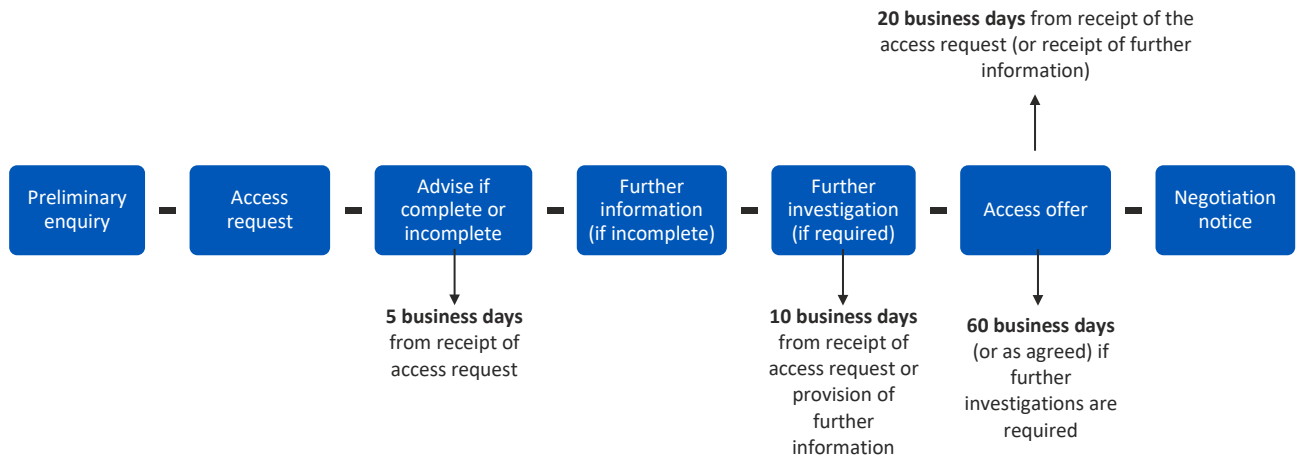 20 business days from receipt of the
access request (or receipt of further
information)
Preliminary
enquiry
Access
request
Advise if
complete or
incomplete
Further
information
(if incomplete)
Further
investigation
(if required)
Access offer
Negotiation
notice
5 business days
from receipt of
access request
10 business days
from receipt of
access request or
provision of
further
information
60 business days
(or as agreed) if
further
investigations are
required